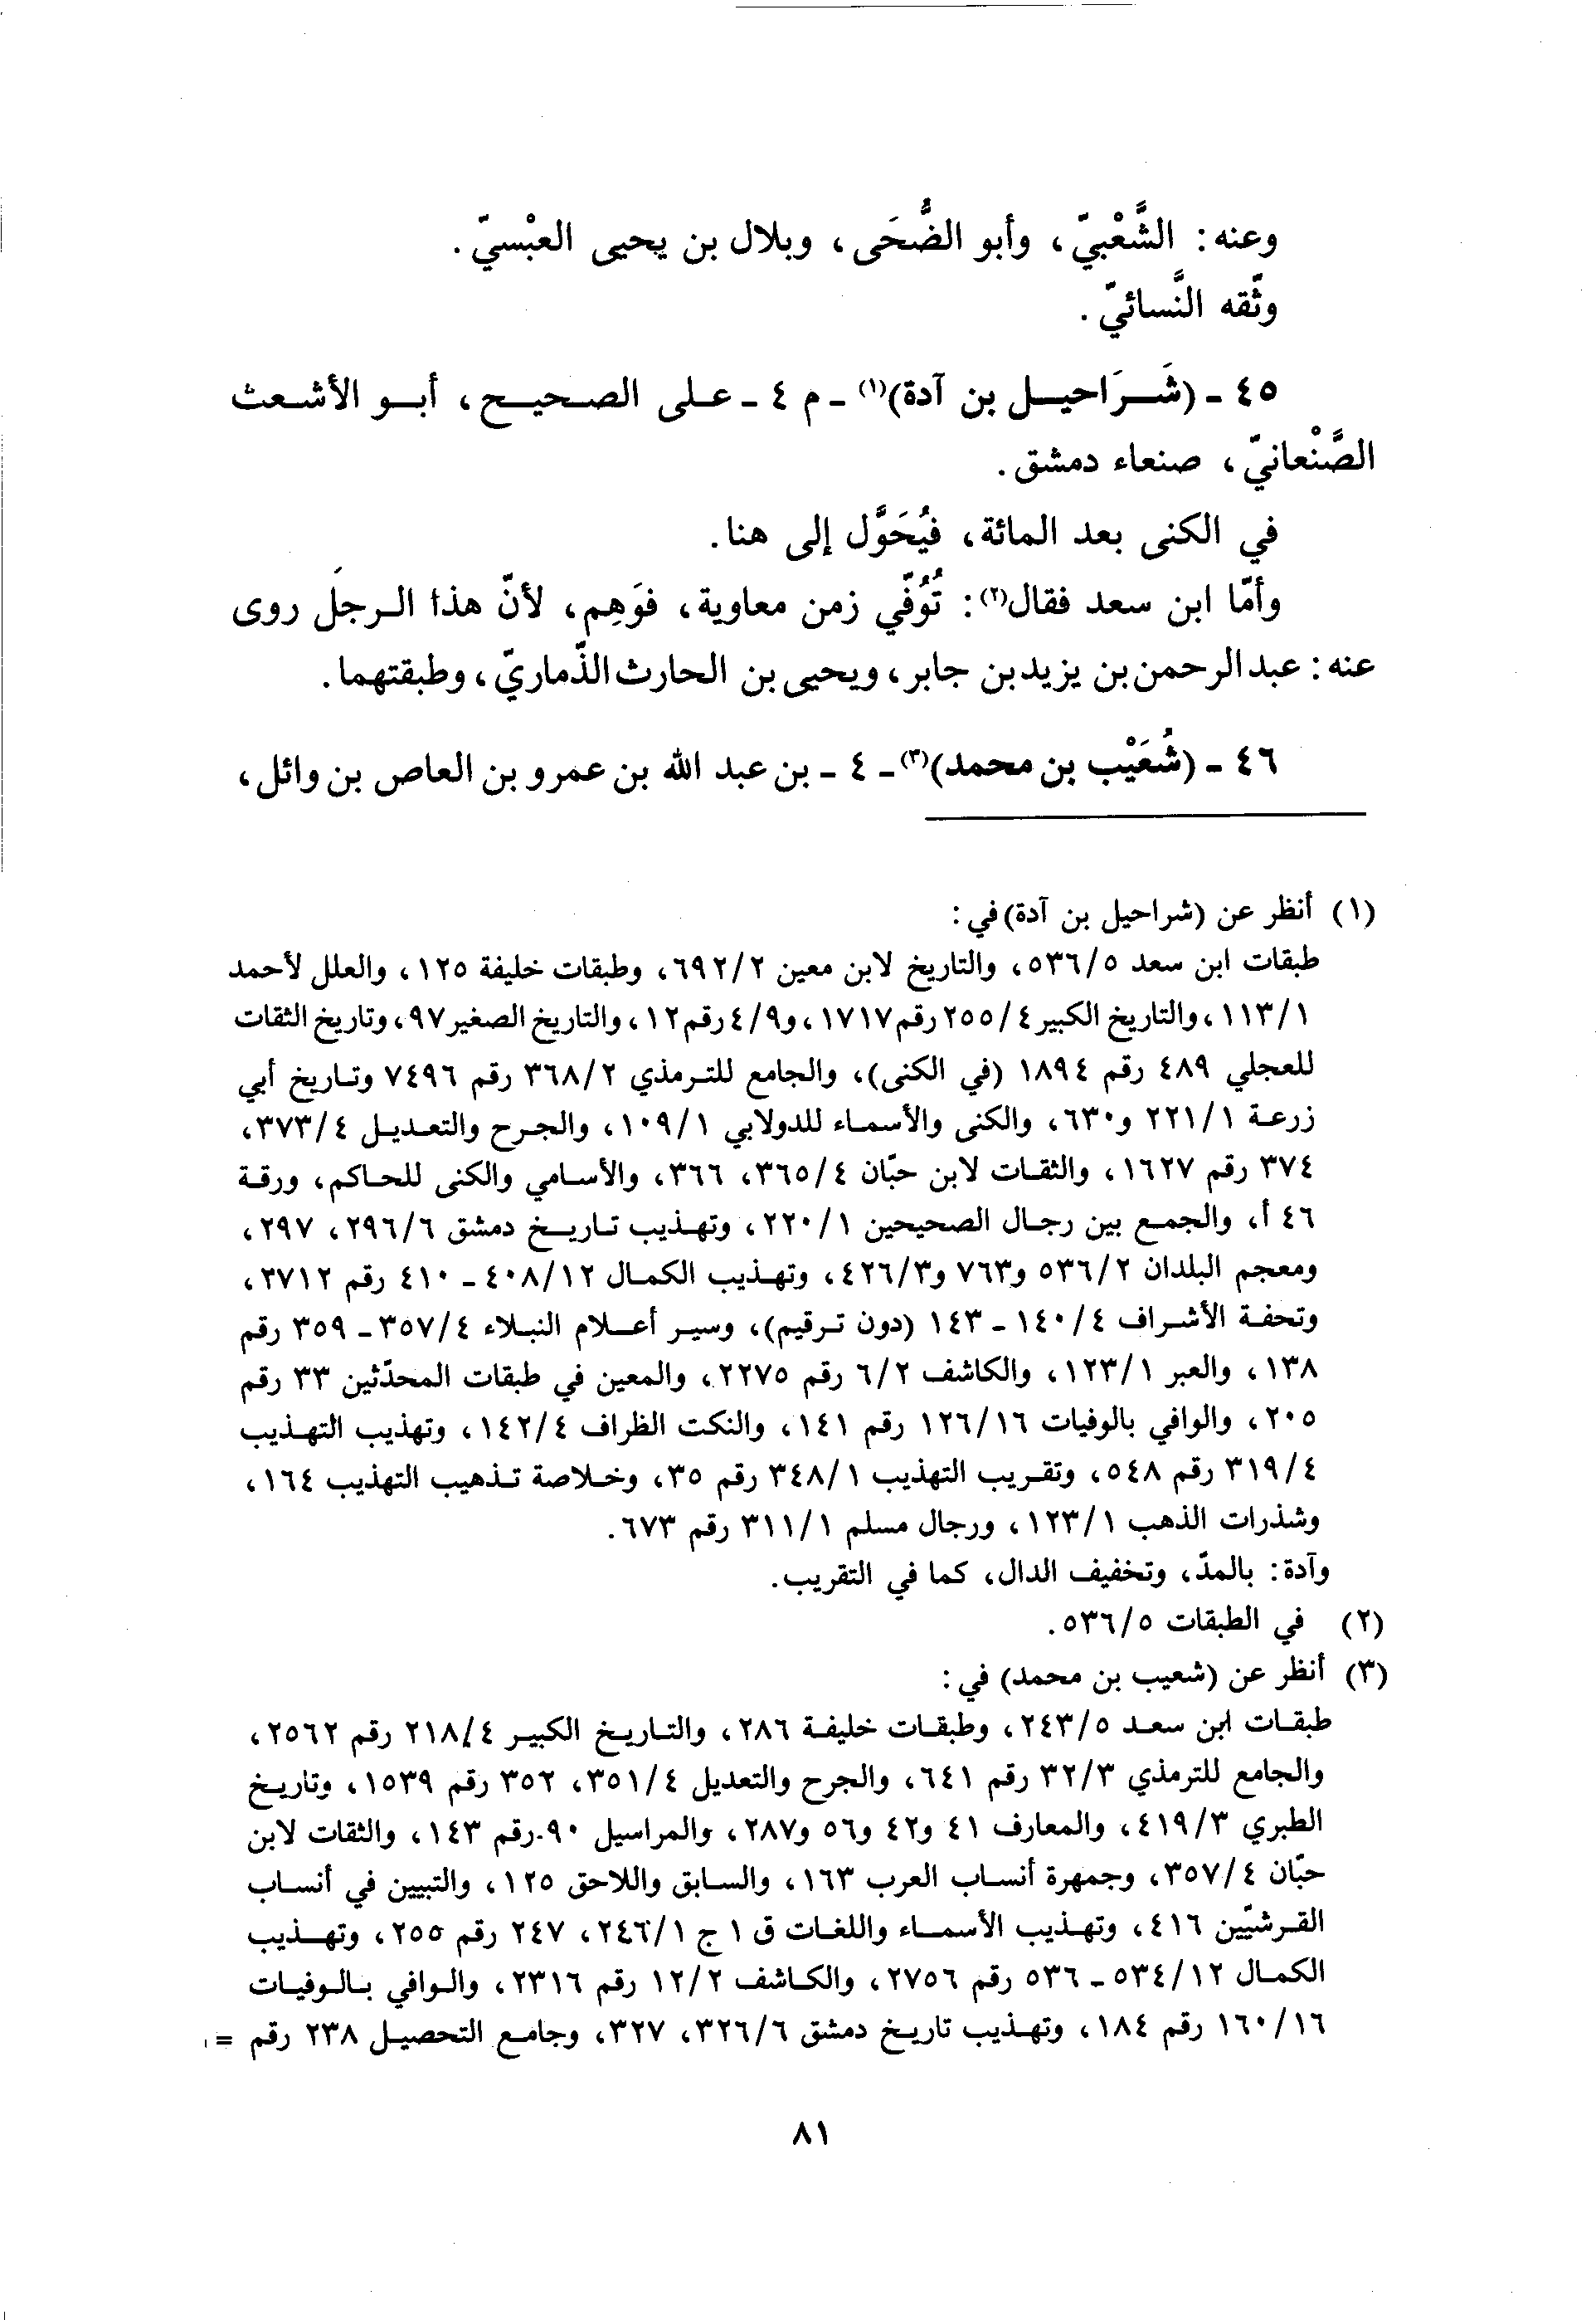 وعنه : الشَّعْبيّ، وأبو الضُّحَى، وبلال بن يحيى العبْسيّ.
وثّقه النَّسائيّ.
٤٥ - (شَرَاحيل بن آدة)(١) - م ٤ - على الصحيح، أبو الأشعث
الصَّنْعانيّ، صنعاء دمشق.
في الكنى بعد المائة، فيُحَوَّل إلى هنا.
وأمّا ابن سعد فقال(٢): تُوُفّي زمن معاوية، فوَهِم، لأنّ هذا الرجلَ روى
عنه : عبد الرحمن بن يزيد بن جابر، ويحيى بن الحارث الذّماريّ، وطبقتهما.
٤٦ - (شُعَيْب بن محمد)(٣) - ٤ - بن عبد الله بن عمرو بن العاص بن وائل،
(١) أنظر عن (شراحيل بن آدة) في :
طبقات ابن سعد ٥/ ٥٣٦، والتاريخ لابن معين ٢/ ٦٩٢، وطبقات خليفة ١٢٥، والعلل لأحمد
١/ ١١٣، والتاريخ الكبير ٤/ ٢٥٥ رقم ١٧١٧، و٩/ ٤ رقم ١٢، والتاريخ الصغير ٩٧، وتاريخ الثقات
للعجلي ٤٨٩ رقم ١٨٩٤ (في الكنى)، والجامع للترمذي ٢/ ٣٦٨ رقم ٧٤٩٦ وتاريخ أبي
زرعة ١/ ٢٢١ و٦٣٠، والكنى والأسماء للدولابي ١/ ١٠٩، والجرح والتعديل ٤/ ٣٧٣،
٣٧٤ رقم ١٦٢٧، والثقات لابن حبّان ٤/ ٣٦٥، ٣٦٦، والأسامي والكنى للحاكم، ورقة
٤٦ أ، والجمع بين رجال الصحيحين ١/ ٢٢٠، وتهذيب تاريخ دمشق ٦/ ٢٩٦، ٢٩٧،
ومعجم البلدان ٢/ ٥٣٦ و٧٦٣ و٣/ ٤٢٦، وتهذيب الكمال ١٢/ ٤٠٨ - ٤١٠ رقم ٢٧١٢،
وتحفة الأشراف ٤/ ١٤٠ - ١٤٣ (دون ترقيم)، وسير أعلام النبلاء ٤/ ٣٥٧ - ٣٥٩ رقم
١٣٨، والعبر ١/ ١٢٣، والكاشف ٢/ ٦ رقم ٢٢٧٥، والمعين في طبقات المحدّثين ٣٣ رقم
٢٠٥، والوافي بالوفيات ١٦/ ١٢٦ رقم ١٤١، والنكت الظراف ٤/ ١٤٢، وتهذيب التهذيب
٤/ ٣١٩ رقم ٥٤٨، وتقريب التهذيب ١/ ٣٤٨ رقم ٣٥، وخلاصة تذهيب التهذيب ١٦٤،
وشذرات الذهب ١/ ١٢٣، ورجال مسلم ١/ ٣١١ رقم ٦٧٣.
وآدة: بالمدّ، وتخفيف الدال، كما في التقريب.
(٢) في الطبقات ٥/ ٥٣٦.
(٣) أنظر عن (شعيب بن محمد) في :
طبقات ابن سعد ٥/ ٢٤٣، وطبقات خليفة ٢٨٦، والتاريخ الكبير ٤/ ٢١٨ رقم ٢٥٦٢،
والجامع للترمذي ٣/ ٣٢ رقم ٦٤١، والجرح والتعديل ٤/ ٣٥١، ٣٥٢ رقم ١٥٣٩، وتاريخ
الطبري ٣/ ٤١٩، والمعارف ٤١ و٤٢ و٥٦ و٢٨٧، والمراسيل ٩٠ رقم ١٤٣، والثقات لابن
حبّان ٤/ ٣٥٧، وجمهرة أنساب العرب ١٦٣، والسابق واللاحق ١٢٥، والتبيين في أنساب
القرشيّين ٤١٦، وتهذيب الأسماء واللغات ق ١ ج ١/ ٢٤٦، ٢٤٧ رقم ٢٥٥، وتهذيب
الكمال ١٢/ ٥٣٤ - ٥٣٦ رقم ٢٧٥٦، والكاشف ٢/ ١٢ رقم ٢٣١٦، والوافي بالوفيات
١٦/ ١٦٠ رقم ١٨٤، وتهذيب تاريخ دمشق ٦/ ٣٢٦، ٣٢٧، وجامع التحصيل ٢٣٨ رقم =
٨١